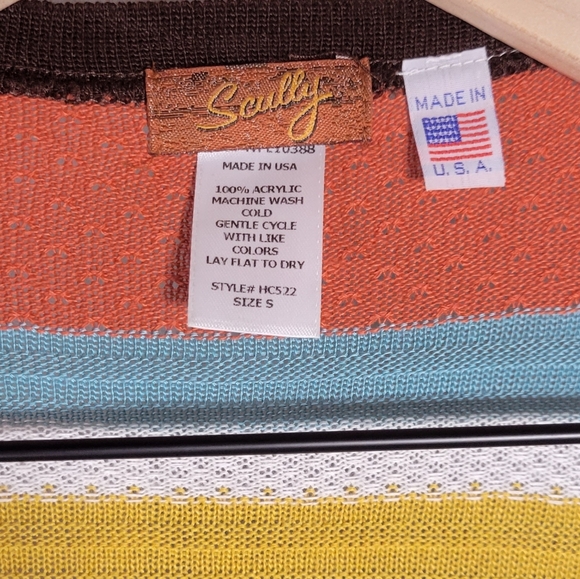 Scully
MADE IN
U.S.A.
MADE IN USA
100% ACRYLIC
MACHINE WASH
COLD
GENTLE CYCLE
WITH LIKE
COLORS
LAY FLAT TO DRY
STYLE# HC522
SIZE S